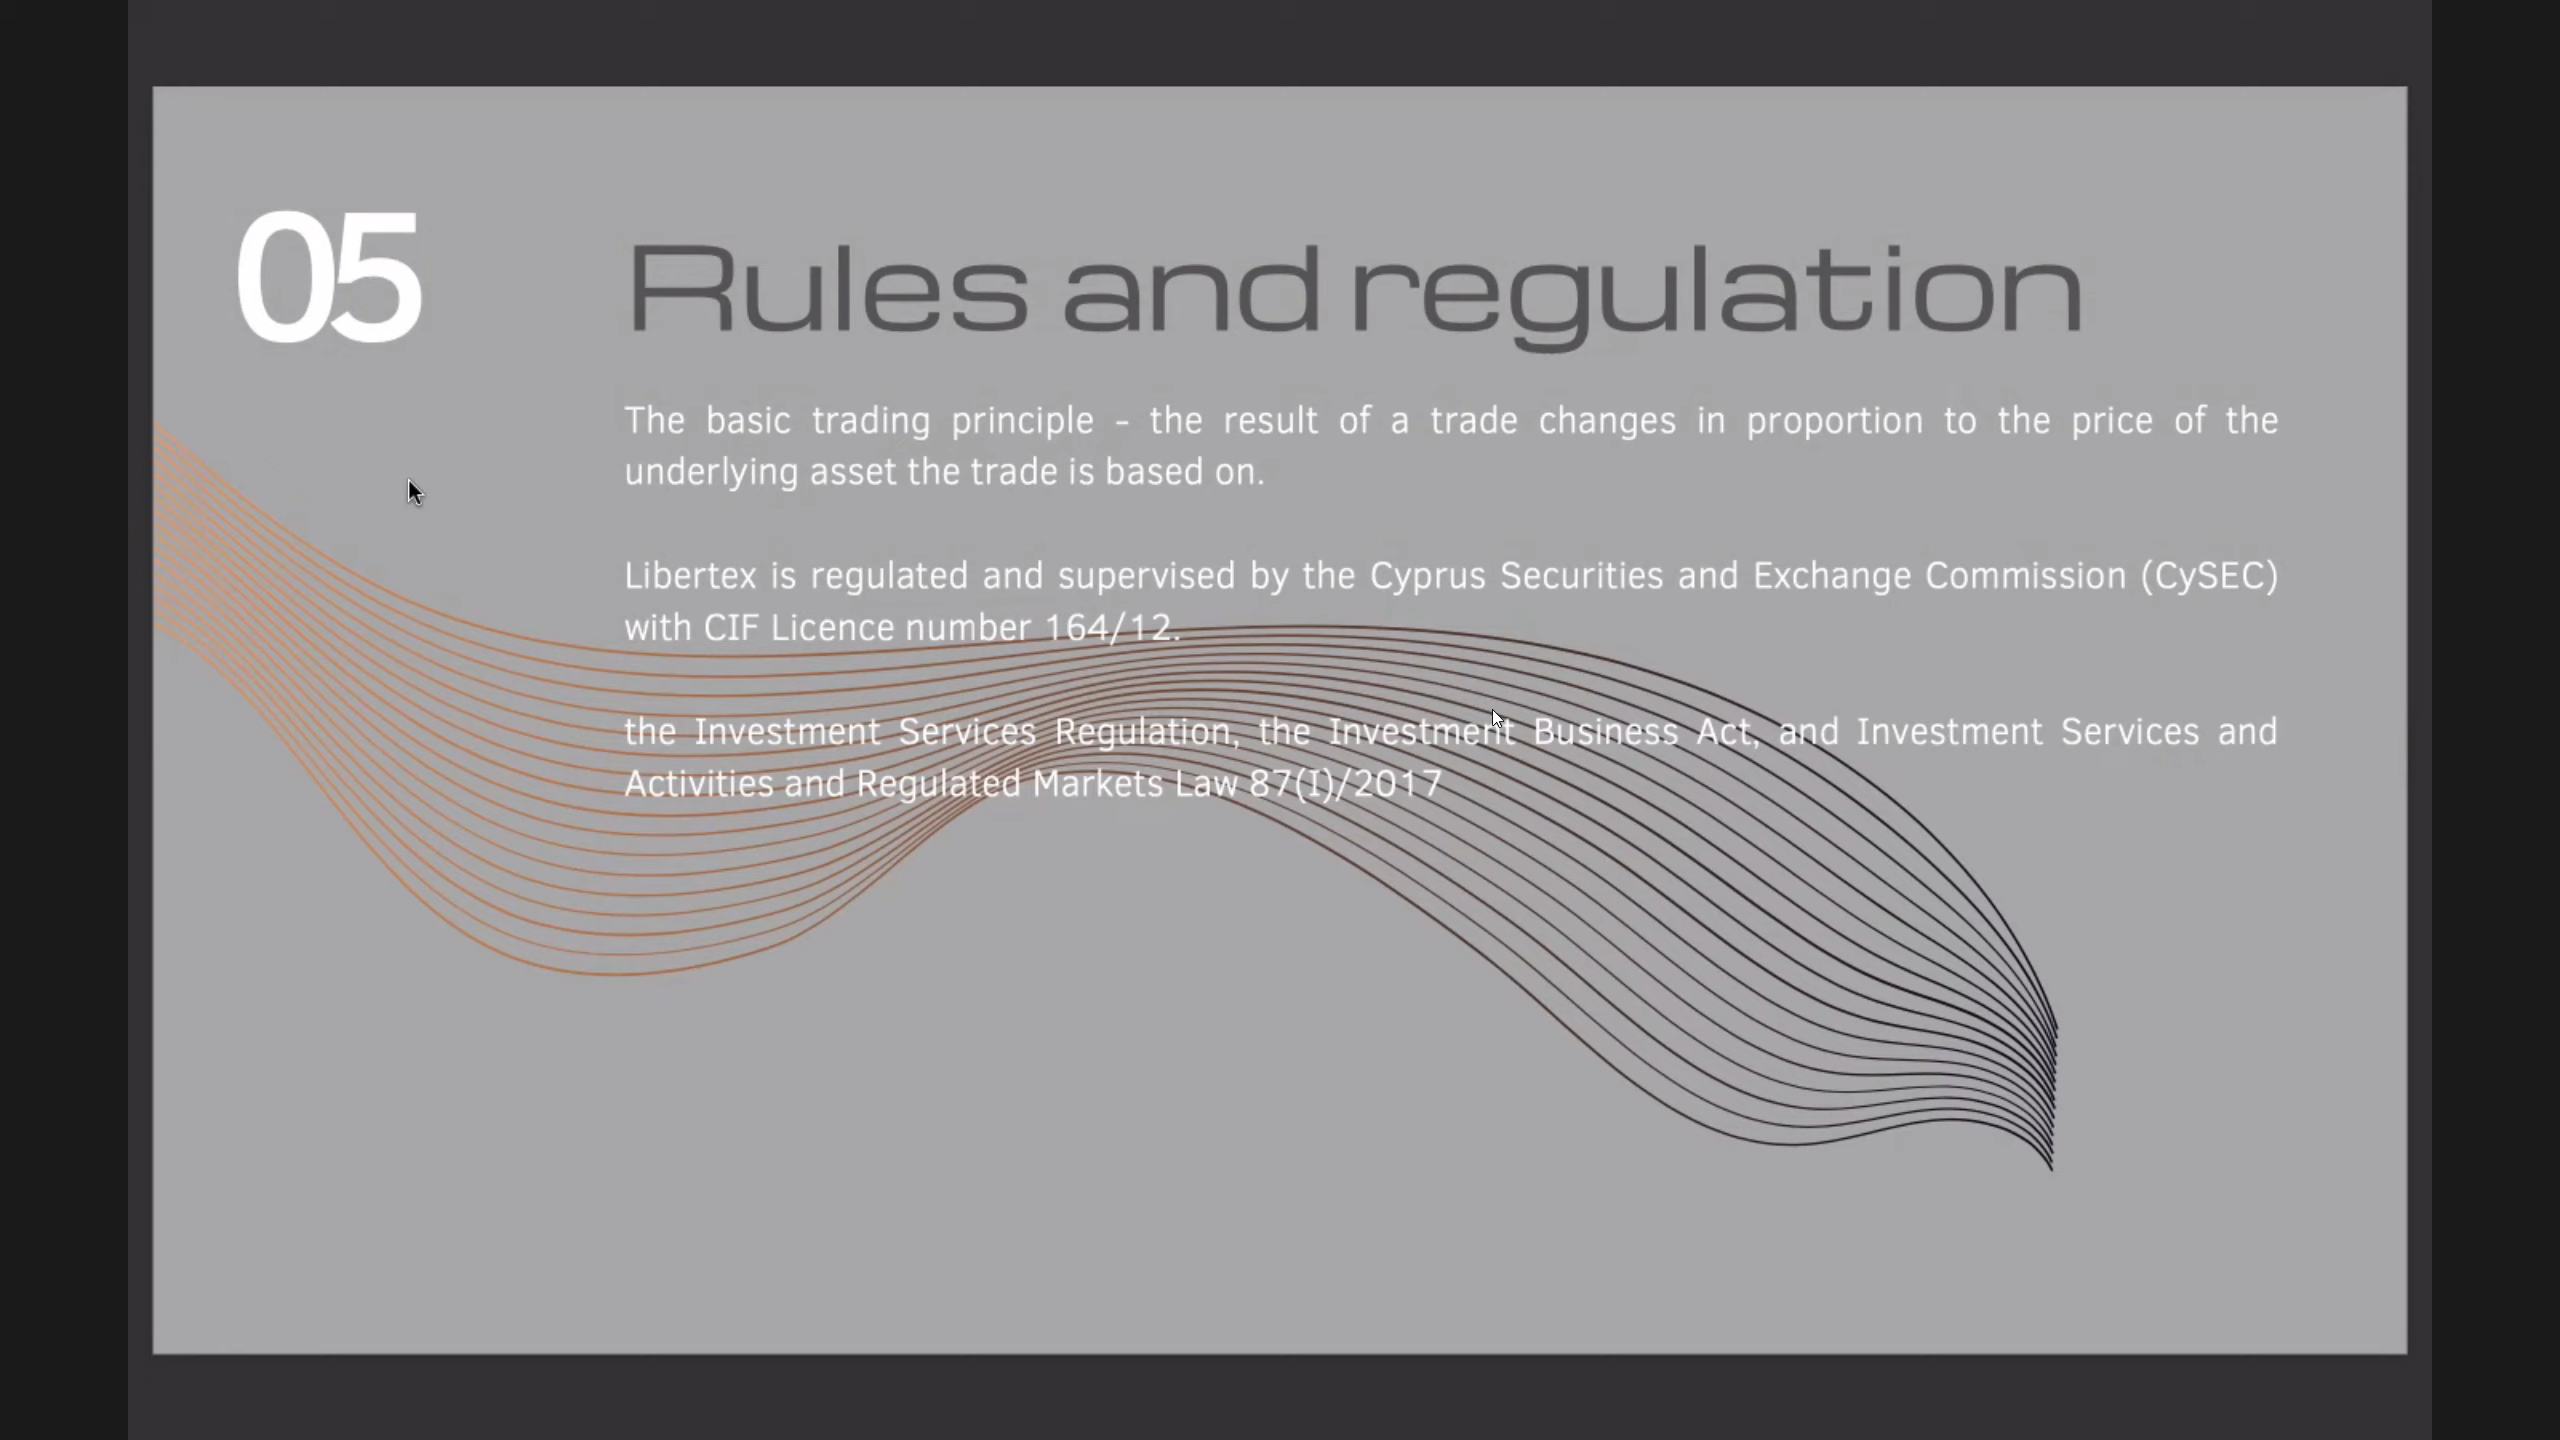 05
Rules and regulation
The basic trading principle - the result of a trade changes in proportion to the price of the
underlying asset the trade is based on.
Libertex is regulated and supervised by the Cyprus Securities and Exchange Commission (CySEC)
with CIF Licence number 164/12.
the Investment Services Regulation, the Investment Business Act, and Investment Services and
Activities and Regulated Markets Law 87(I)/2017